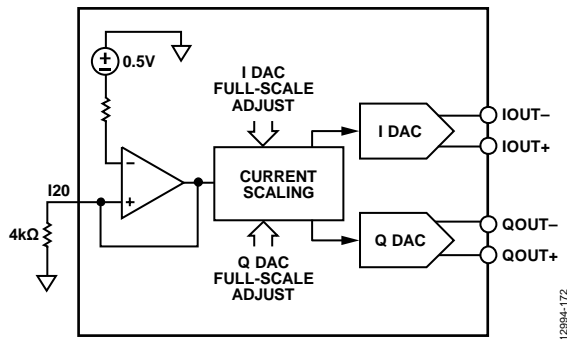 0.5V
I DAC
FULL-SCALE
ADJUST
I DAC
IOUT–
IOUT+
–
+
I20
4kΩ
CURRENT
SCALING
Q DAC
QOUT–
QOUT+
Q DAC
FULL-SCALE
ADJUST
12994-172